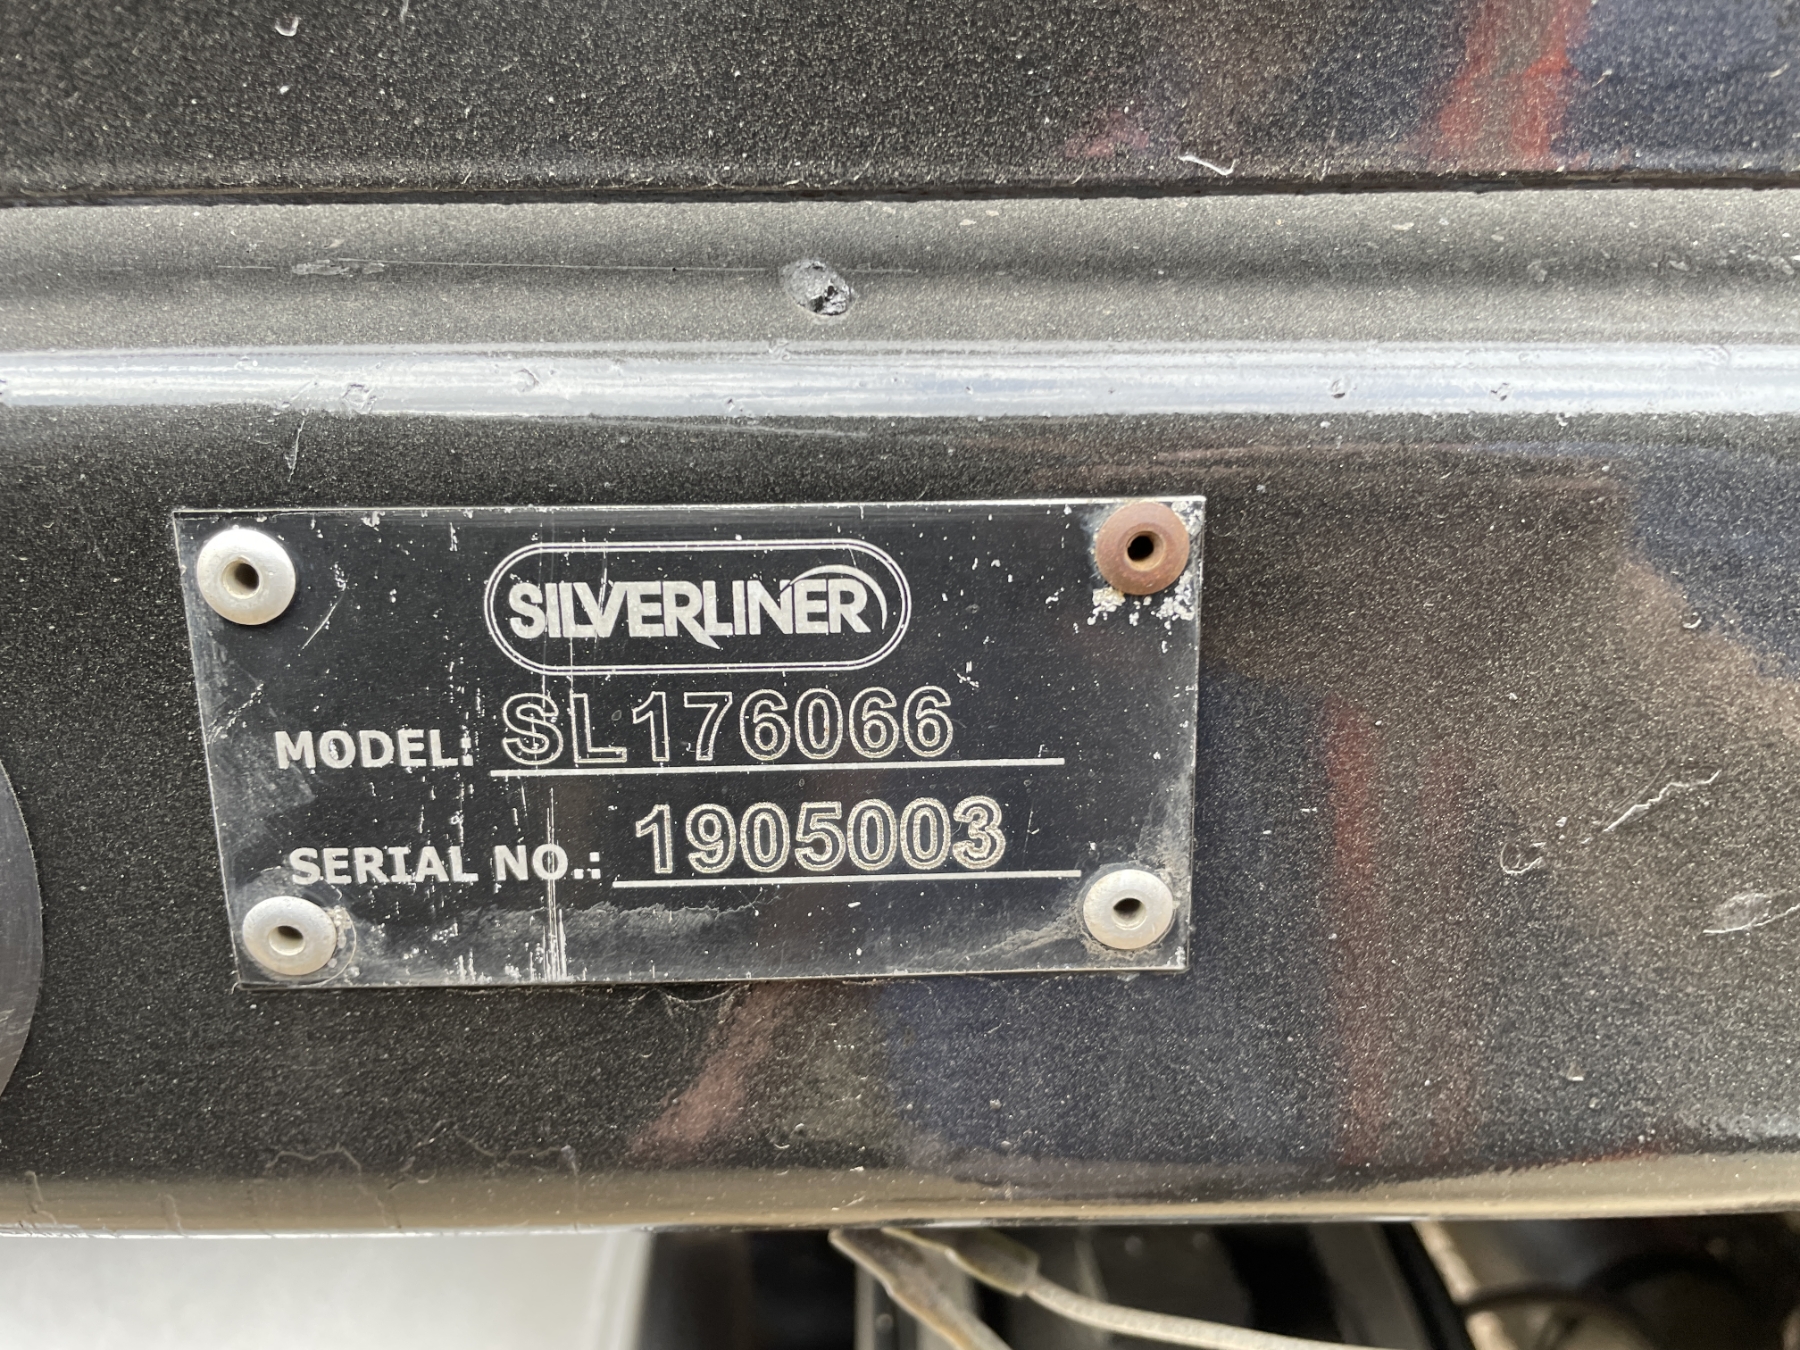 SILVERLINER
MODEL: SL176066
SERIAL NO.: 1905003